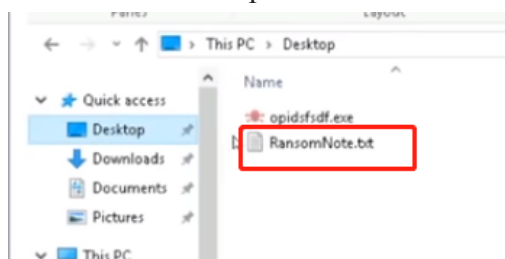 Panes
Layout
This PC > Desktop
Name
Quick access
opidsfsdf.exe
Desktop
RansomNote.txt
Downloads
Documents
Pictures
This PC